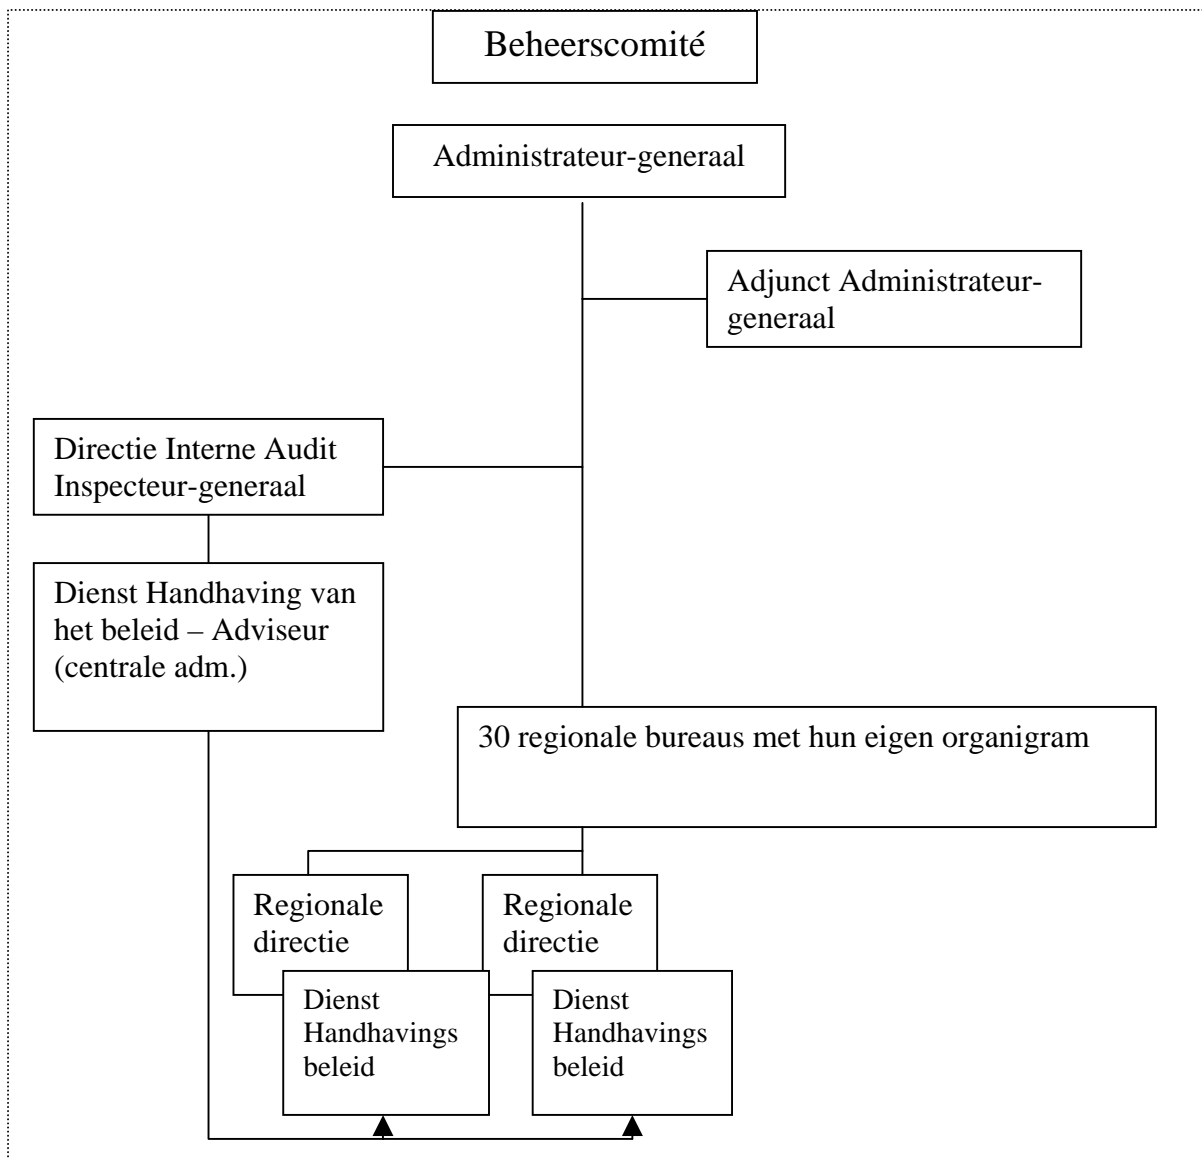 Beheerscomité
Administrateur-generaal
Adjunct Administrateur-
generaal
Directie Interne Audit
Inspecteur-generaal
Dienst Handhaving van
het beleid – Adviseur
(centrale adm.)
30 regionale bureaus met hun eigen organigram
Regionale
directie
Regionale
directie
Dienst
Handhavings
beleid
Dienst
Handhavings
beleid